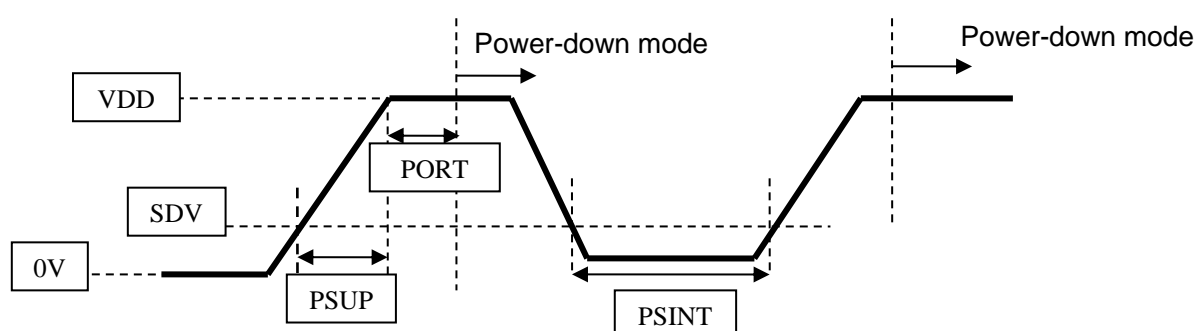 Power-down mode
Power-down mode
VDD
PORT
SDV
0V
PSUP
PSINT